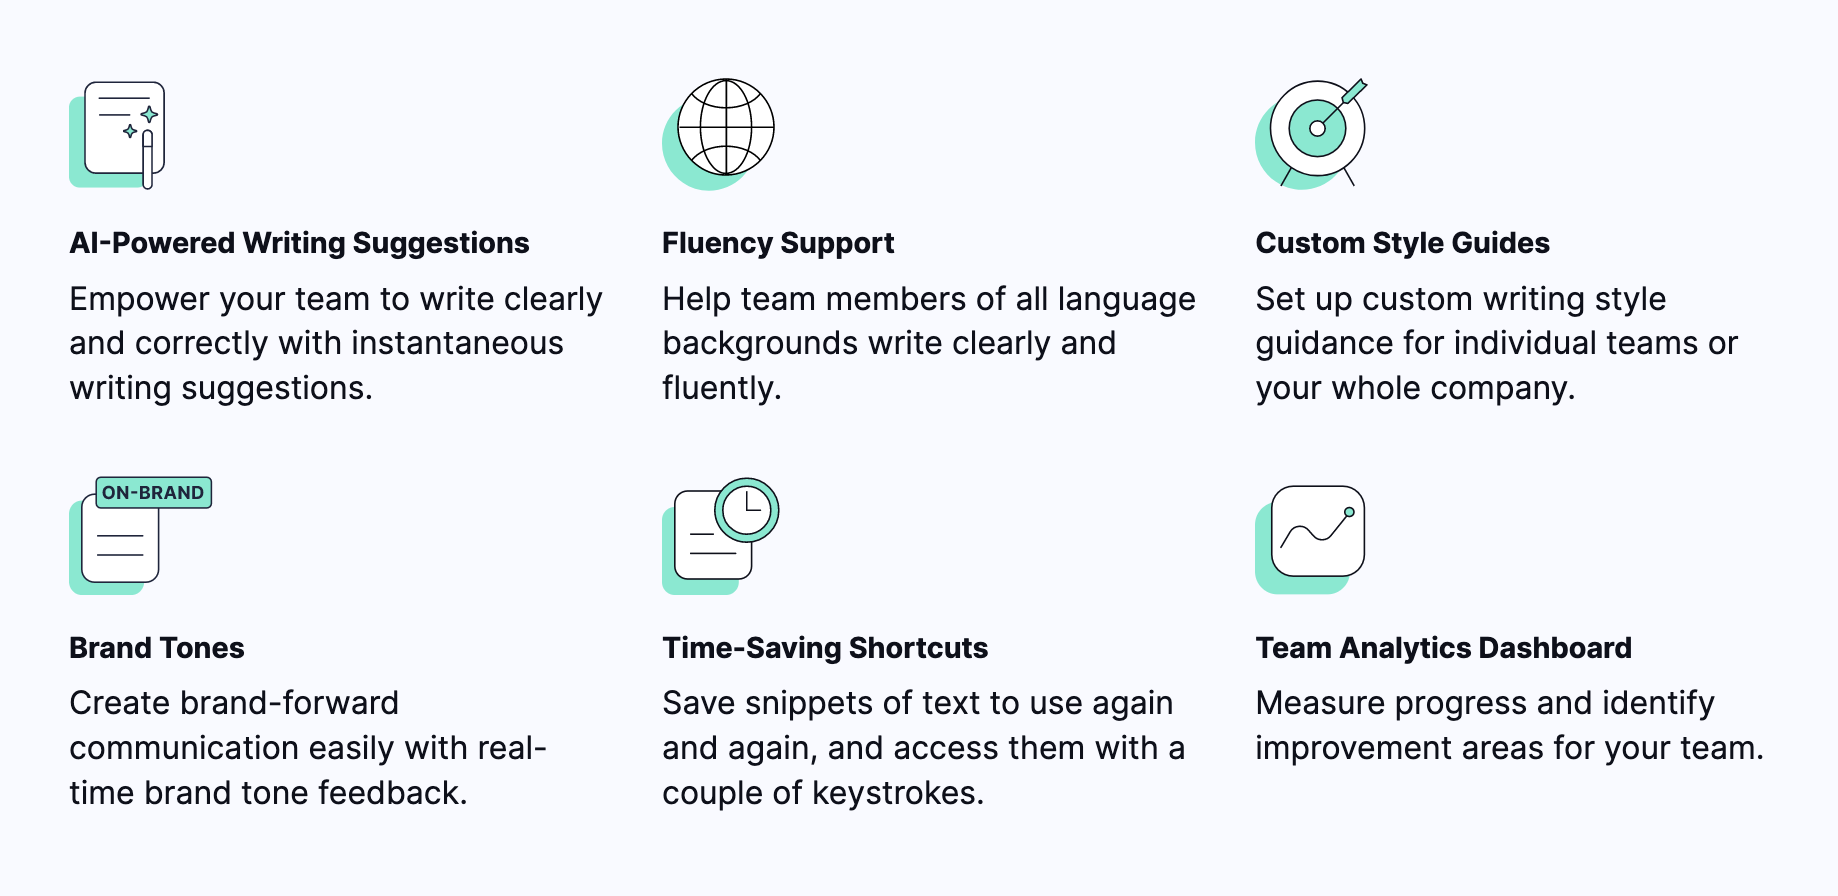 AI-Powered Writing Suggestions
Empower your team to write clearly
and correctly with instantaneous
writing suggestions.
Fluency Support
Help team members of all language
backgrounds write clearly and
fluently.
Custom Style Guides
Set up custom writing style
guidance for individual teams or
your whole company.
ON-BRAND
Brand Tones
Create brand-forward
communication easily with real-
time brand tone feedback.
Time-Saving Shortcuts
Save snippets of text to use again
and again, and access them with a
couple of keystrokes.
Team Analytics Dashboard
Measure progress and identify
improvement areas for your team.